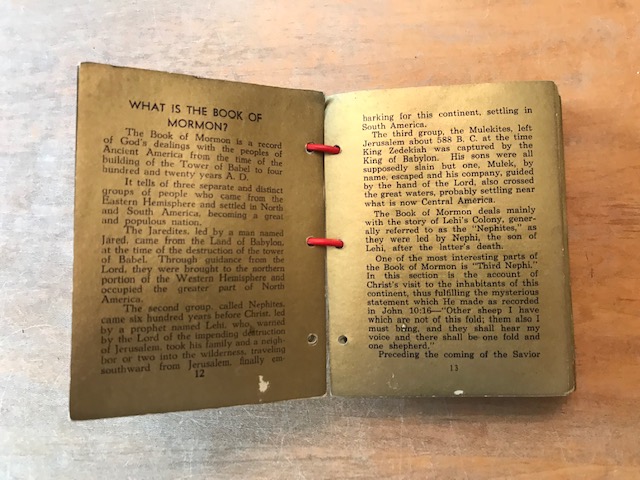 WHAT IS THE BOOK OF
MORMON?
The Book of Mormon is a record
of God's dealings with the peoples of
Ancient America from the time of the
building of the Tower of Babel to four
hundred and twenty years A. D.
It tells of three separate and distinct
groups of people who came from the
Eastern Hemisphere and settled in North
and South America, becoming a great
and populous nation.
The Jaredites, led by a man named
Jared, came from the Land of Babylon,
at the time of the destruction of the tower
of Babel. Through guidance from the
Lord, they were brought to the northern
portion of the Western Hemisphere and
occupied the greater part of North
America.
The second group, called Nephites,
came six hundred years before Christ, led
by a prophet named Lehi, who, warned
by the Lord of the impending destruction
of Jerusalem, took his family and a neigh-
bor or two into the wilderness, traveling
southward from Jerusalem, finally em-
12
barking for this continent, settling in
South America.
The third group, the Mulekites, left
Jerusalem about 588 B. C. at the time
King Zedekiah was captured by the
King of Babylon. His sons were all
supposedly slain but one, Mulek, by
name, escaped and his company, guided
by the hand of the Lord, also crossed
the great waters, probably settling near
what is now Central America.
The Book of Mormon deals mainly
with the story of Lehi's Colony, gener-
ally referred to as the "Nephites," as
they were led by Nephi, the son of
Lehi, after the latter's death.
One of the most interesting parts of
the Book of Mormon is "Third Nephi."
In this section is the account of
Christ's visit to the inhabitants of this
continent, thus fulfilling the mysterious
statement which He made as recorded
in John 10:16—"Other sheep I have
which are not of this fold; them also I
must bring, and they shall hear my
voice and there shall be one fold and
one shepherd."
Preceding the coming of the Savior
13